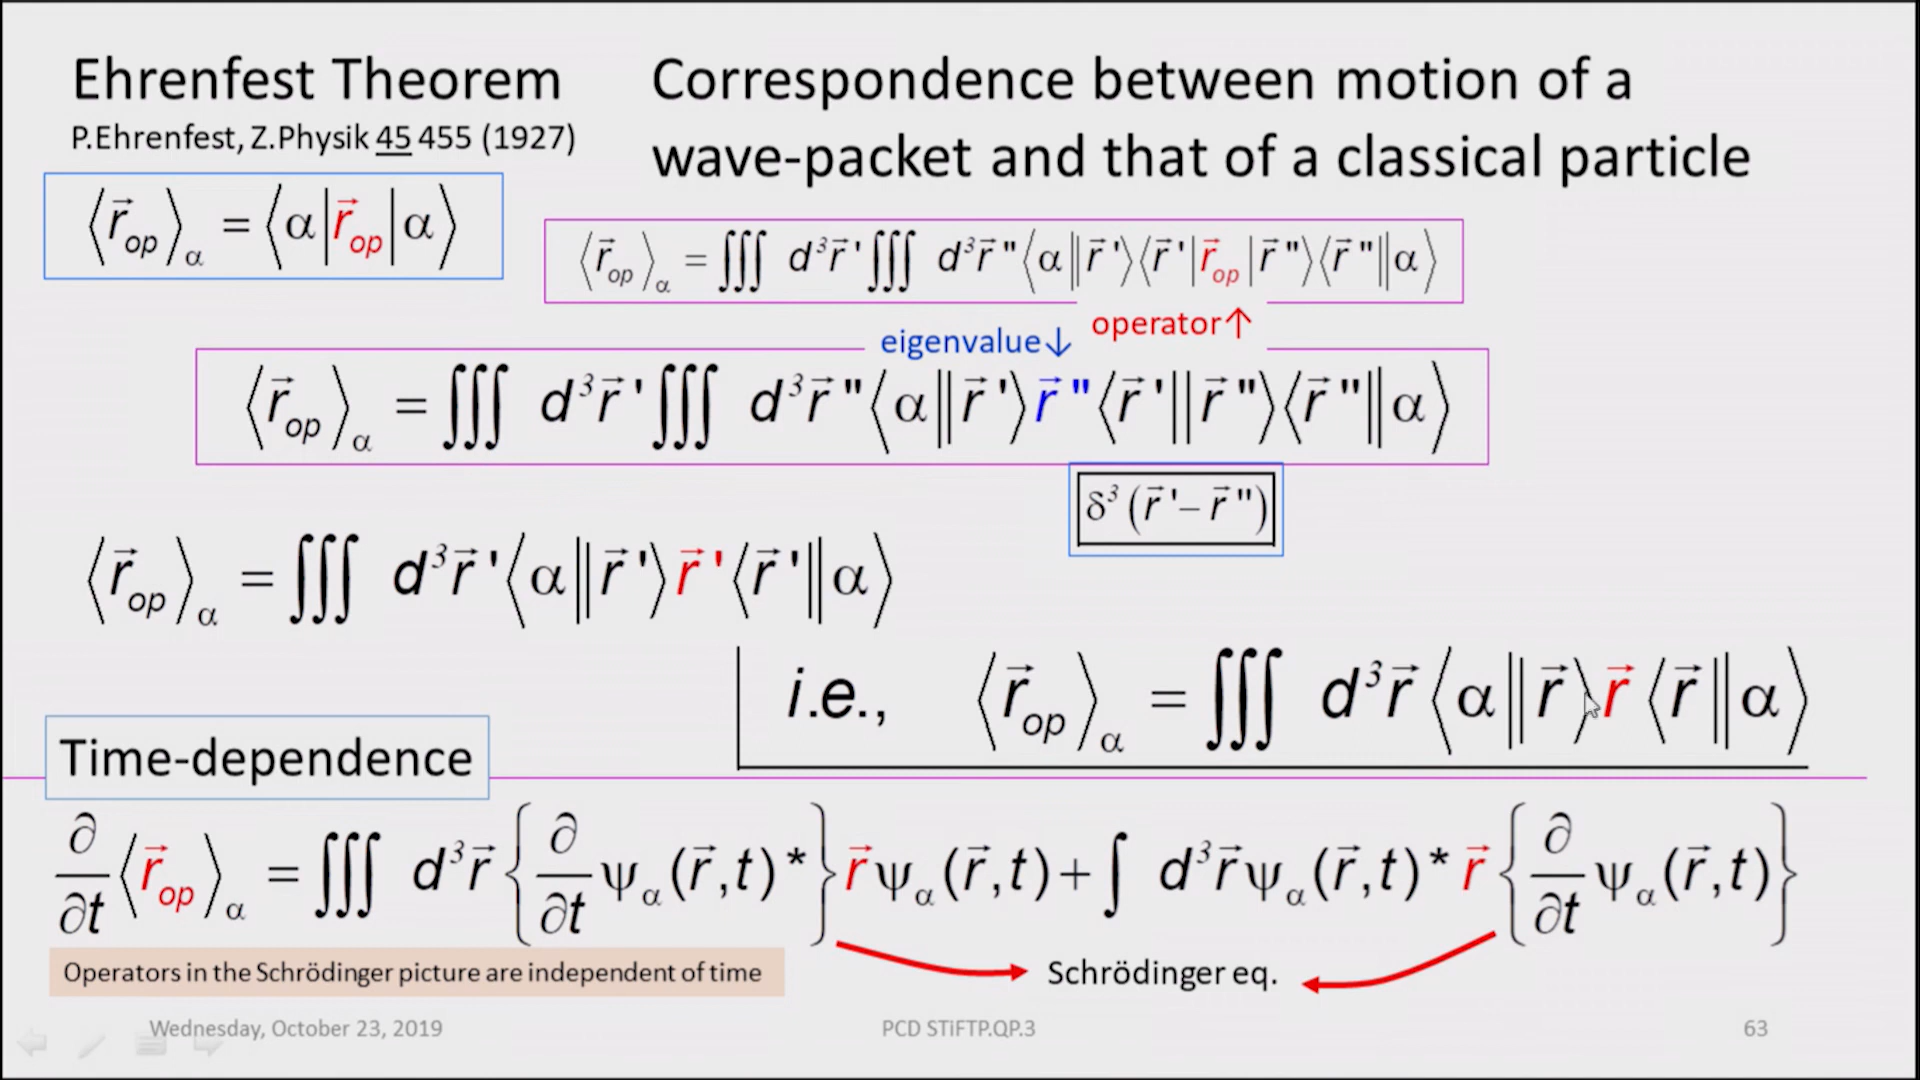 Ehrenfest Theorem
P.Ehrenfest, Z.Physik 45 455 (1927)
Correspondence between motion of a
wave-packet and that of a classical particle
⟨r⃗_op⟩_α = ⟨α|r⃗_op|α⟩
⟨r⃗_op⟩_α = ∭ d³r⃗' ∭ d³r⃗"⟨α||r⃗'⟩⟨r⃗'|r⃗_op|r⃗"⟩⟨r⃗"||α⟩
operator↑
eigenvalue↓
⟨r⃗_op⟩_α = ∭ d³r⃗' ∭ d³r⃗"⟨α||r⃗'⟩r⃗"⟨r⃗'||r⃗"⟩⟨r⃗"||α⟩
δ³(r⃗'–r⃗")
⟨r⃗_op⟩_α = ∭ d³r⃗'⟨α||r⃗'⟩r⃗'⟨r⃗'||α⟩
i.e., ⟨r⃗_op⟩_α = ∭ d³r⃗⟨α||r⃗⟩r⃗⟨r⃗||α⟩
Time-dependence
∂/∂t⟨r⃗_op⟩_α = ∭ d³r⃗{∂/∂t ψ_α(r⃗,t)*}r⃗ψ_α(r⃗,t)+∫ d³r⃗ψ_α(r⃗,t)*r⃗{∂/∂t ψ_α(r⃗,t)}
Operators in the Schrödinger picture are independent of time
Schrödinger eq.
Wednesday, October 23, 2019
PCD STiFTP.QP.3
63